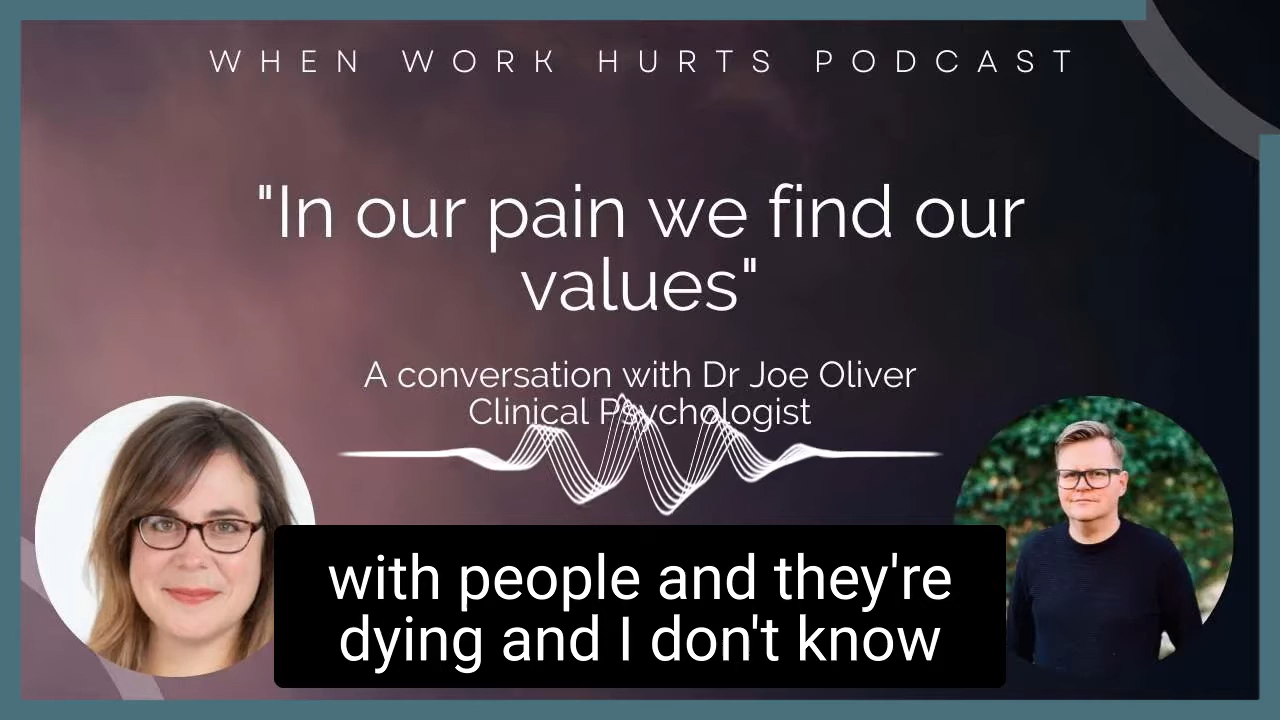 WHEN WORK HURTS PODCAST
"In our pain we find our
values"
A conversation with Dr Joe Oliver
Clinical Psychologist
with people and they're
dying and I don't know